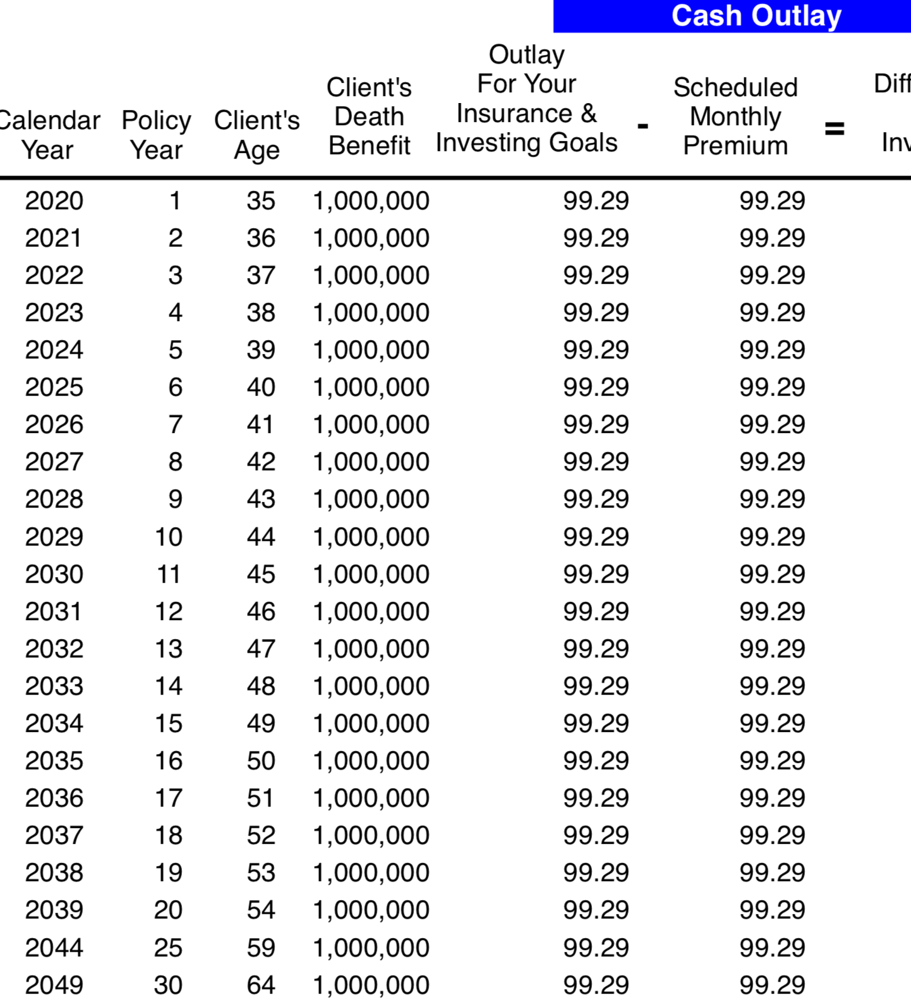 Cash Outlay
Outlay
For Your
Insurance &
Investing Goals
Client's
Death
Benefit
Scheduled
Monthly
Premium
Calendar
Year
Policy
Year
Client's
Age
-
=
Diff
Inv
2020 1 35 1,000,000 99.29 99.29
2021 2 36 1,000,000 99.29 99.29
2022 3 37 1,000,000 99.29 99.29
2023 4 38 1,000,000 99.29 99.29
2024 5 39 1,000,000 99.29 99.29
2025 6 40 1,000,000 99.29 99.29
2026 7 41 1,000,000 99.29 99.29
2027 8 42 1,000,000 99.29 99.29
2028 9 43 1,000,000 99.29 99.29
2029 10 44 1,000,000 99.29 99.29
2030 11 45 1,000,000 99.29 99.29
2031 12 46 1,000,000 99.29 99.29
2032 13 47 1,000,000 99.29 99.29
2033 14 48 1,000,000 99.29 99.29
2034 15 49 1,000,000 99.29 99.29
2035 16 50 1,000,000 99.29 99.29
2036 17 51 1,000,000 99.29 99.29
2037 18 52 1,000,000 99.29 99.29
2038 19 53 1,000,000 99.29 99.29
2039 20 54 1,000,000 99.29 99.29
2044 25 59 1,000,000 99.29 99.29
2049 30 64 1,000,000 99.29 99.29